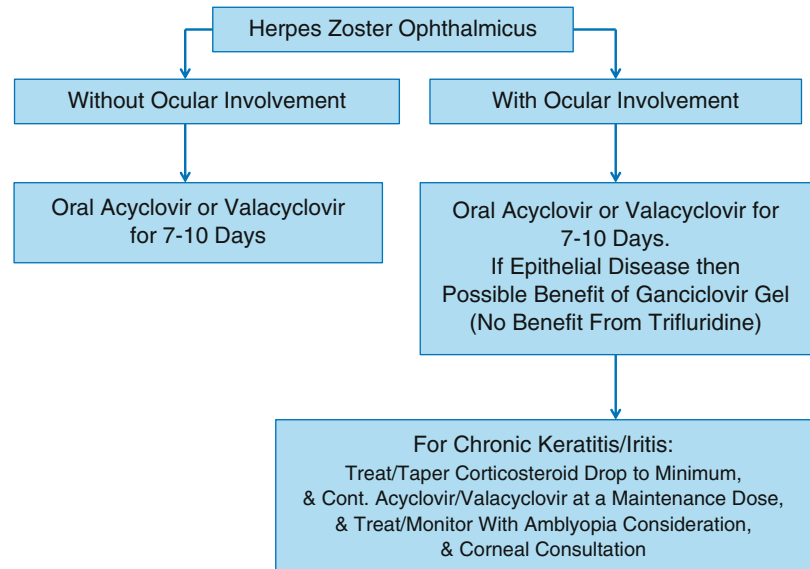 Herpes Zoster Ophthalmicus
Without Ocular Involvement
With Ocular Involvement
Oral Acyclovir or Valacyclovir
for 7-10 Days
Oral Acyclovir or Valacyclovir for
7-10 Days.
If Epithelial Disease then
Possible Benefit of Ganciclovir Gel
(No Benefit From Trifluridine)
For Chronic Keratitis/Iritis:
Treat/Taper Corticosteroid Drop to Minimum,
& Cont. Acyclovir/Valacyclovir at a Maintenance Dose,
& Treat/Monitor With Amblyopia Consideration,
& Corneal Consultation